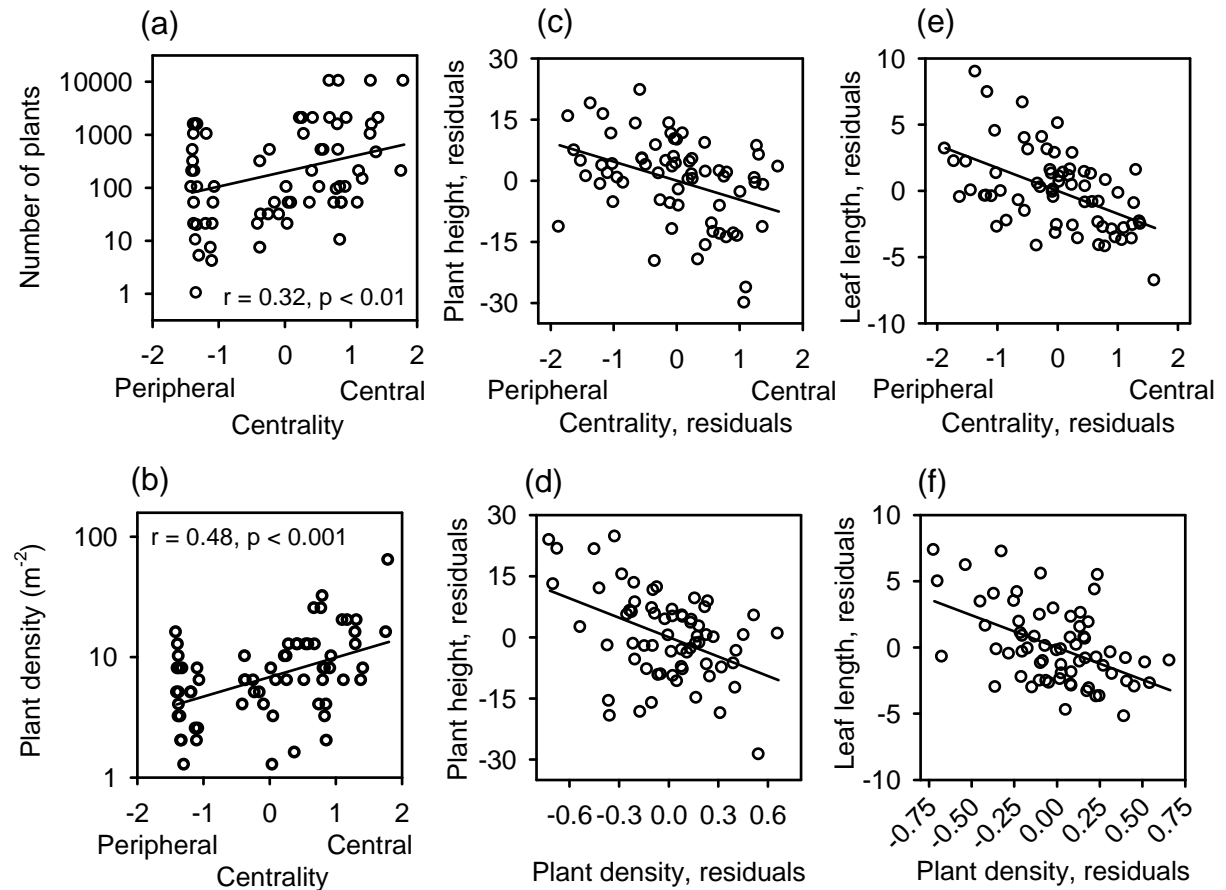 (a)
Number of plants
10000
1000
100
10
1
r = 0.32, p < 0.01
-2 -1 0 1 2
Peripheral Central
Centrality
(c)
Plant height, residuals
30
15
0
-15
-30
-2 -1 0 1 2
Peripheral Central
Centrality, residuals
(e)
Leaf length, residuals
10
5
0
-5
-10
-2 -1 0 1 2
Peripheral Central
Centrality, residuals
(b)
Plant density (m-2)
100
10
1
r = 0.48, p < 0.001
-2 -1 0 1 2
Peripheral Central
Centrality
(d)
Plant height, residuals
30
15
0
-15
-30
-0.6 -0.3 0.0 0.3 0.6
Plant density, residuals
(f)
Leaf length, residuals
10
5
0
-5
-10
-0.75 -0.50 -0.25 0.00 0.25 0.50 0.75
Plant density, residuals